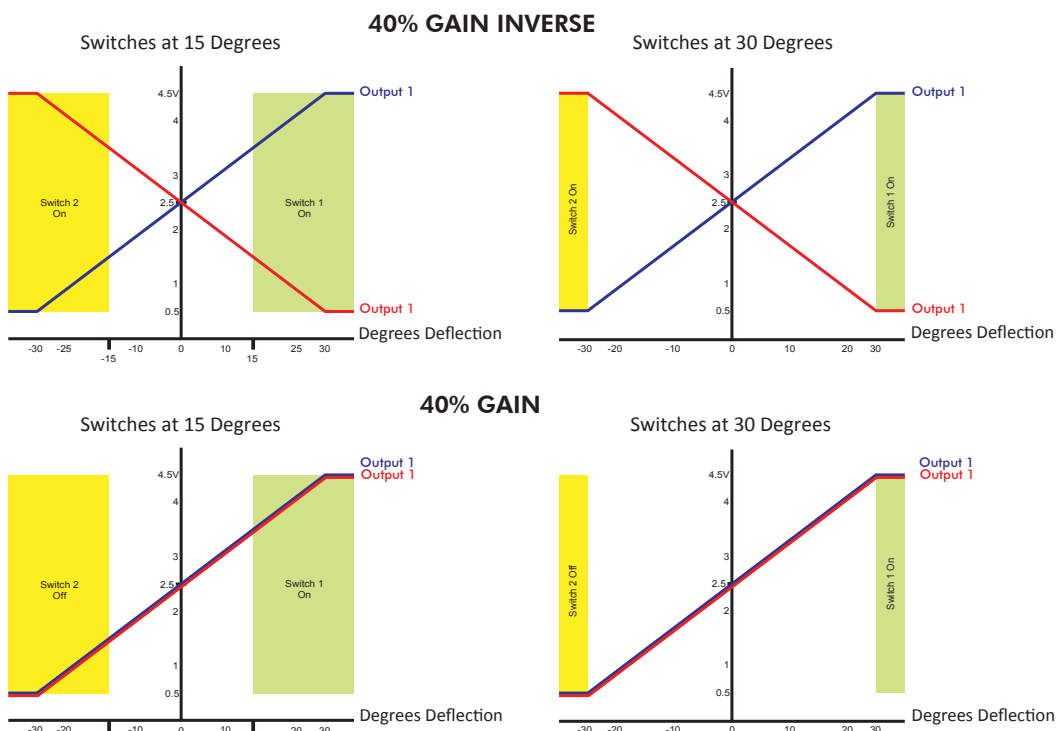 40% GAIN INVERSE
Switches at 15 Degrees
4.5V
4
3
2.5
2
1
0.5
Switch 2
On
Switch 1
On
Output 1
Output 1
Degrees Deflection
-30 -25 -10 0 10 25 30
-15 15
Switches at 30 Degrees
4.5V
4
3
2.5
2
1
0.5
Switch 2 On
Switch 1 On
Output 1
Output 1
Degrees Deflection
-30 -20 -10 0 10 20 30
40% GAIN
Switches at 15 Degrees
4.5V
4
3
2.5
2
1
0.5
Switch 2
Off
Switch 1
On
Output 1
Output 1
Degrees Deflection
-30 -20 -10 0 10 20 30
Switches at 30 Degrees
4.5V
4
3
2.5
2
1
0.5
Switch 2 Off
Switch 1 On
Output 1
Output 1
Degrees Deflection
-30 -20 -10 0 10 20 30